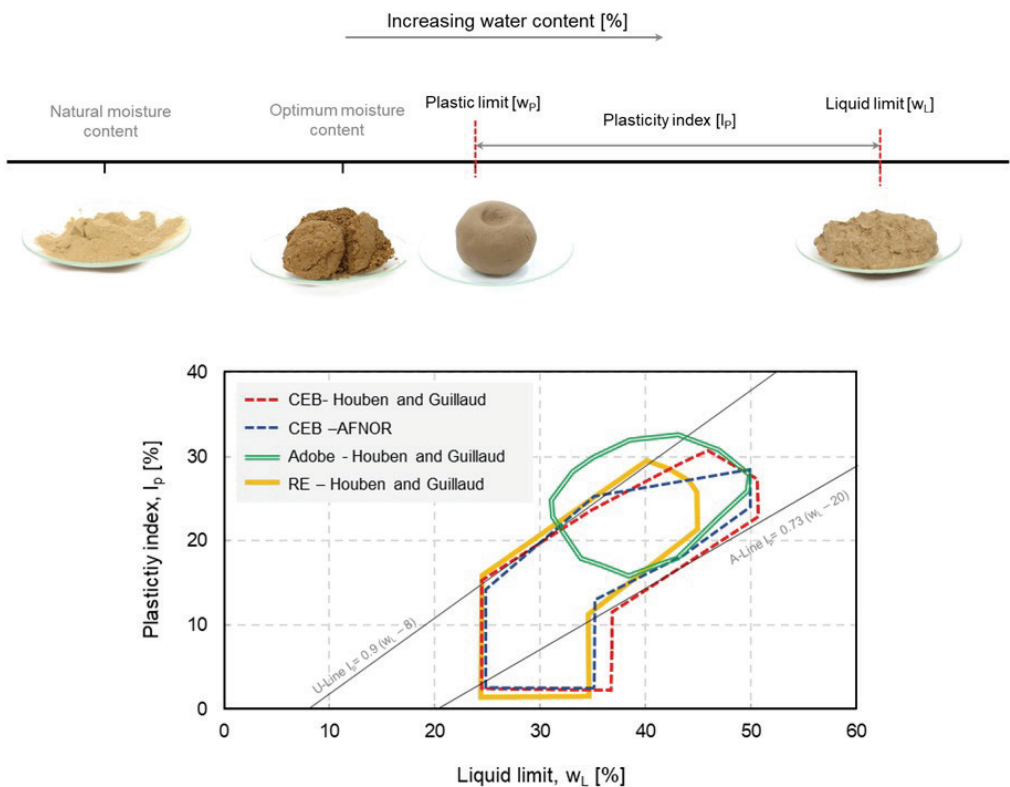 Increasing water content [%]
Natural moisture
content
Optimum moisture
content
Plastic limit [wP]
Plasticity index [IP]
Liquid limit [wL]
40
30
20
10
0
Plastictiy index, Ip [%]
CEB- Houben and Guillaud
CEB –AFNOR
Adobe - Houben and Guillaud
RE – Houben and Guillaud
U-Line Ip= 0.9 (wL – 8)
A-Line Ip= 0.73 (wL – 20)
0 10 20 30 40 50 60
Liquid limit, wL [%]